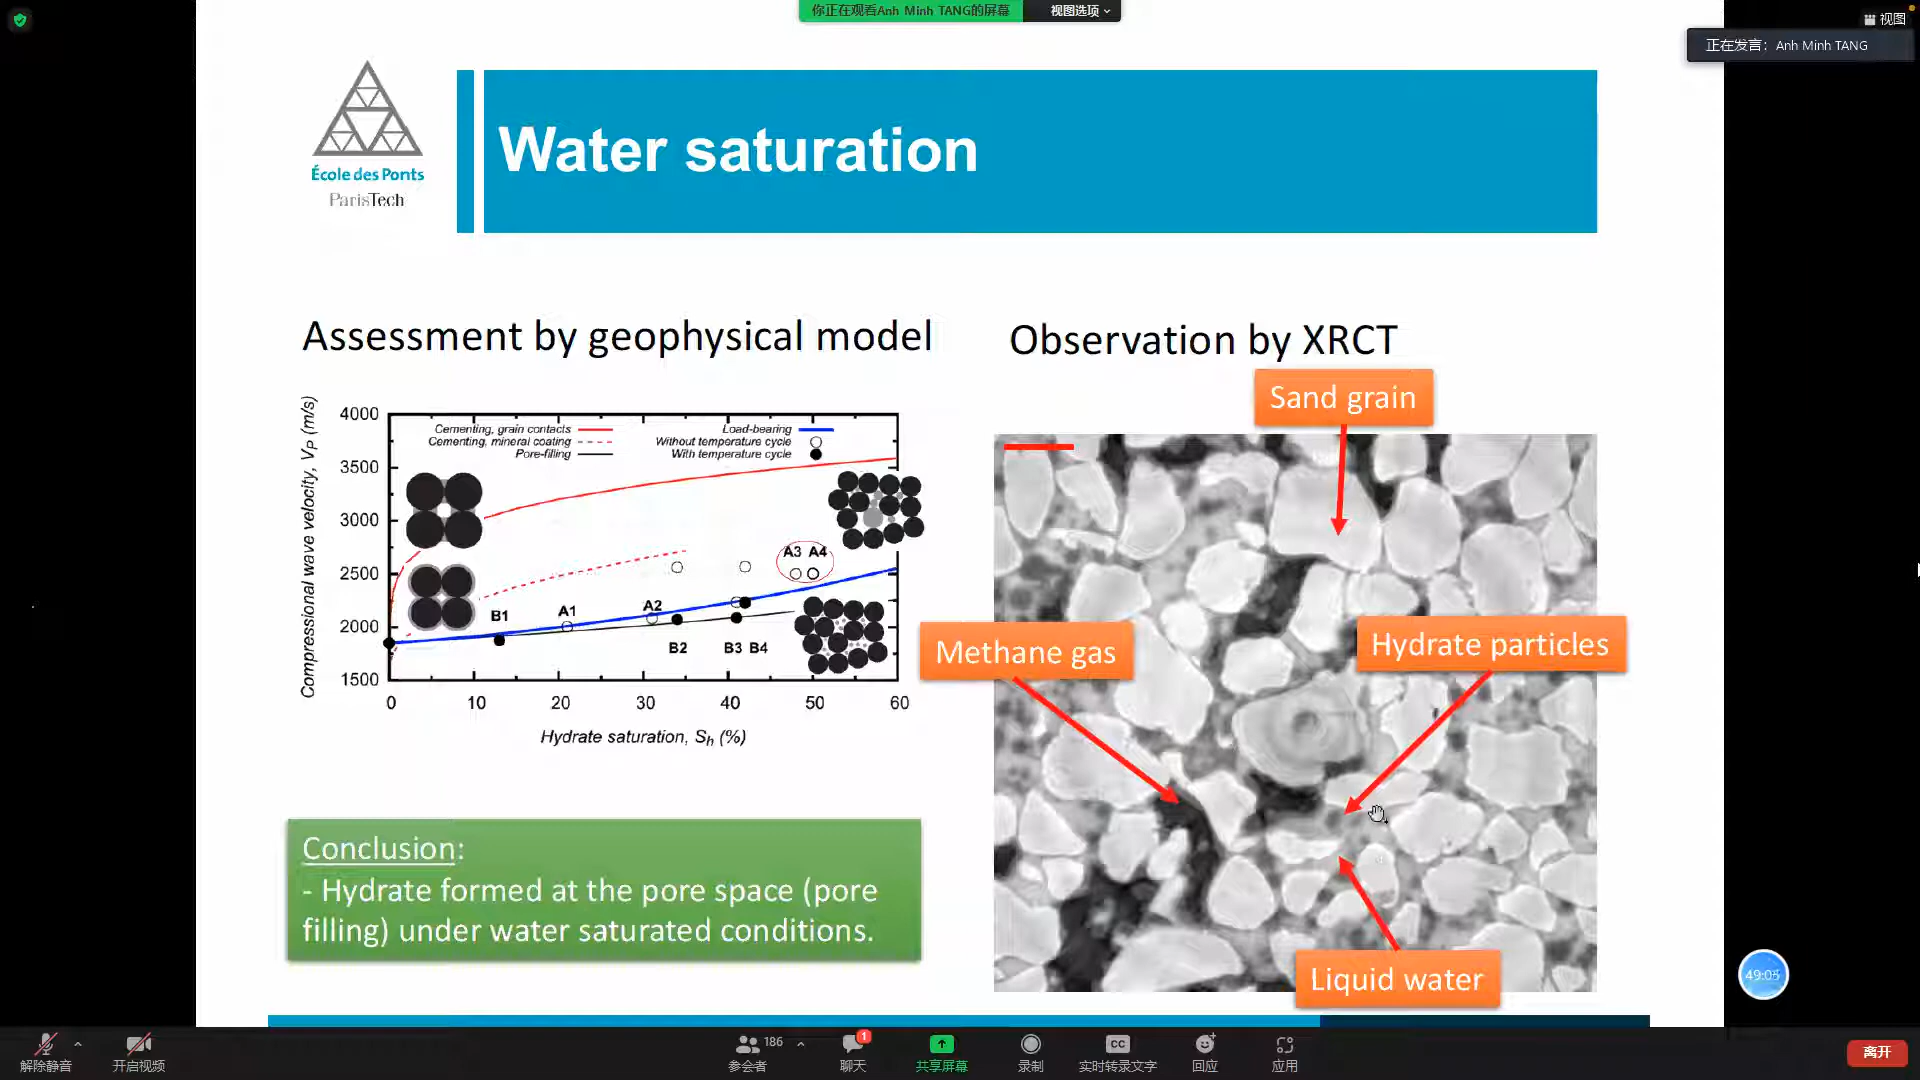 你正在观看Anh Minh TANG的屏幕
视图选项
视图
正在发言: Anh Minh TANG
École des Ponts
ParisTech
Water saturation
Assessment by geophysical model
Observation by XRCT
Sand grain
Methane gas
Hydrate particles
Liquid water
Compressional wave velocity, VP (m/s)
4000
3500
3000
2500
2000
1500
Cementing, grain contacts
Cementing, mineral coating
Pore-filling
Load-bearing
Without temperature cycle
With temperature cycle
A3 A4
B1
A1
A2
B2
B3 B4
0 10 20 30 40 50 60
Hydrate saturation, Sh (%)
Conclusion:
- Hydrate formed at the pore space (pore
filling) under water saturated conditions.
49:05
解除静音
开启视频
186
参会者
1
聊天
共享屏幕
录制
CC
实时转录文字
回应
应用
离开